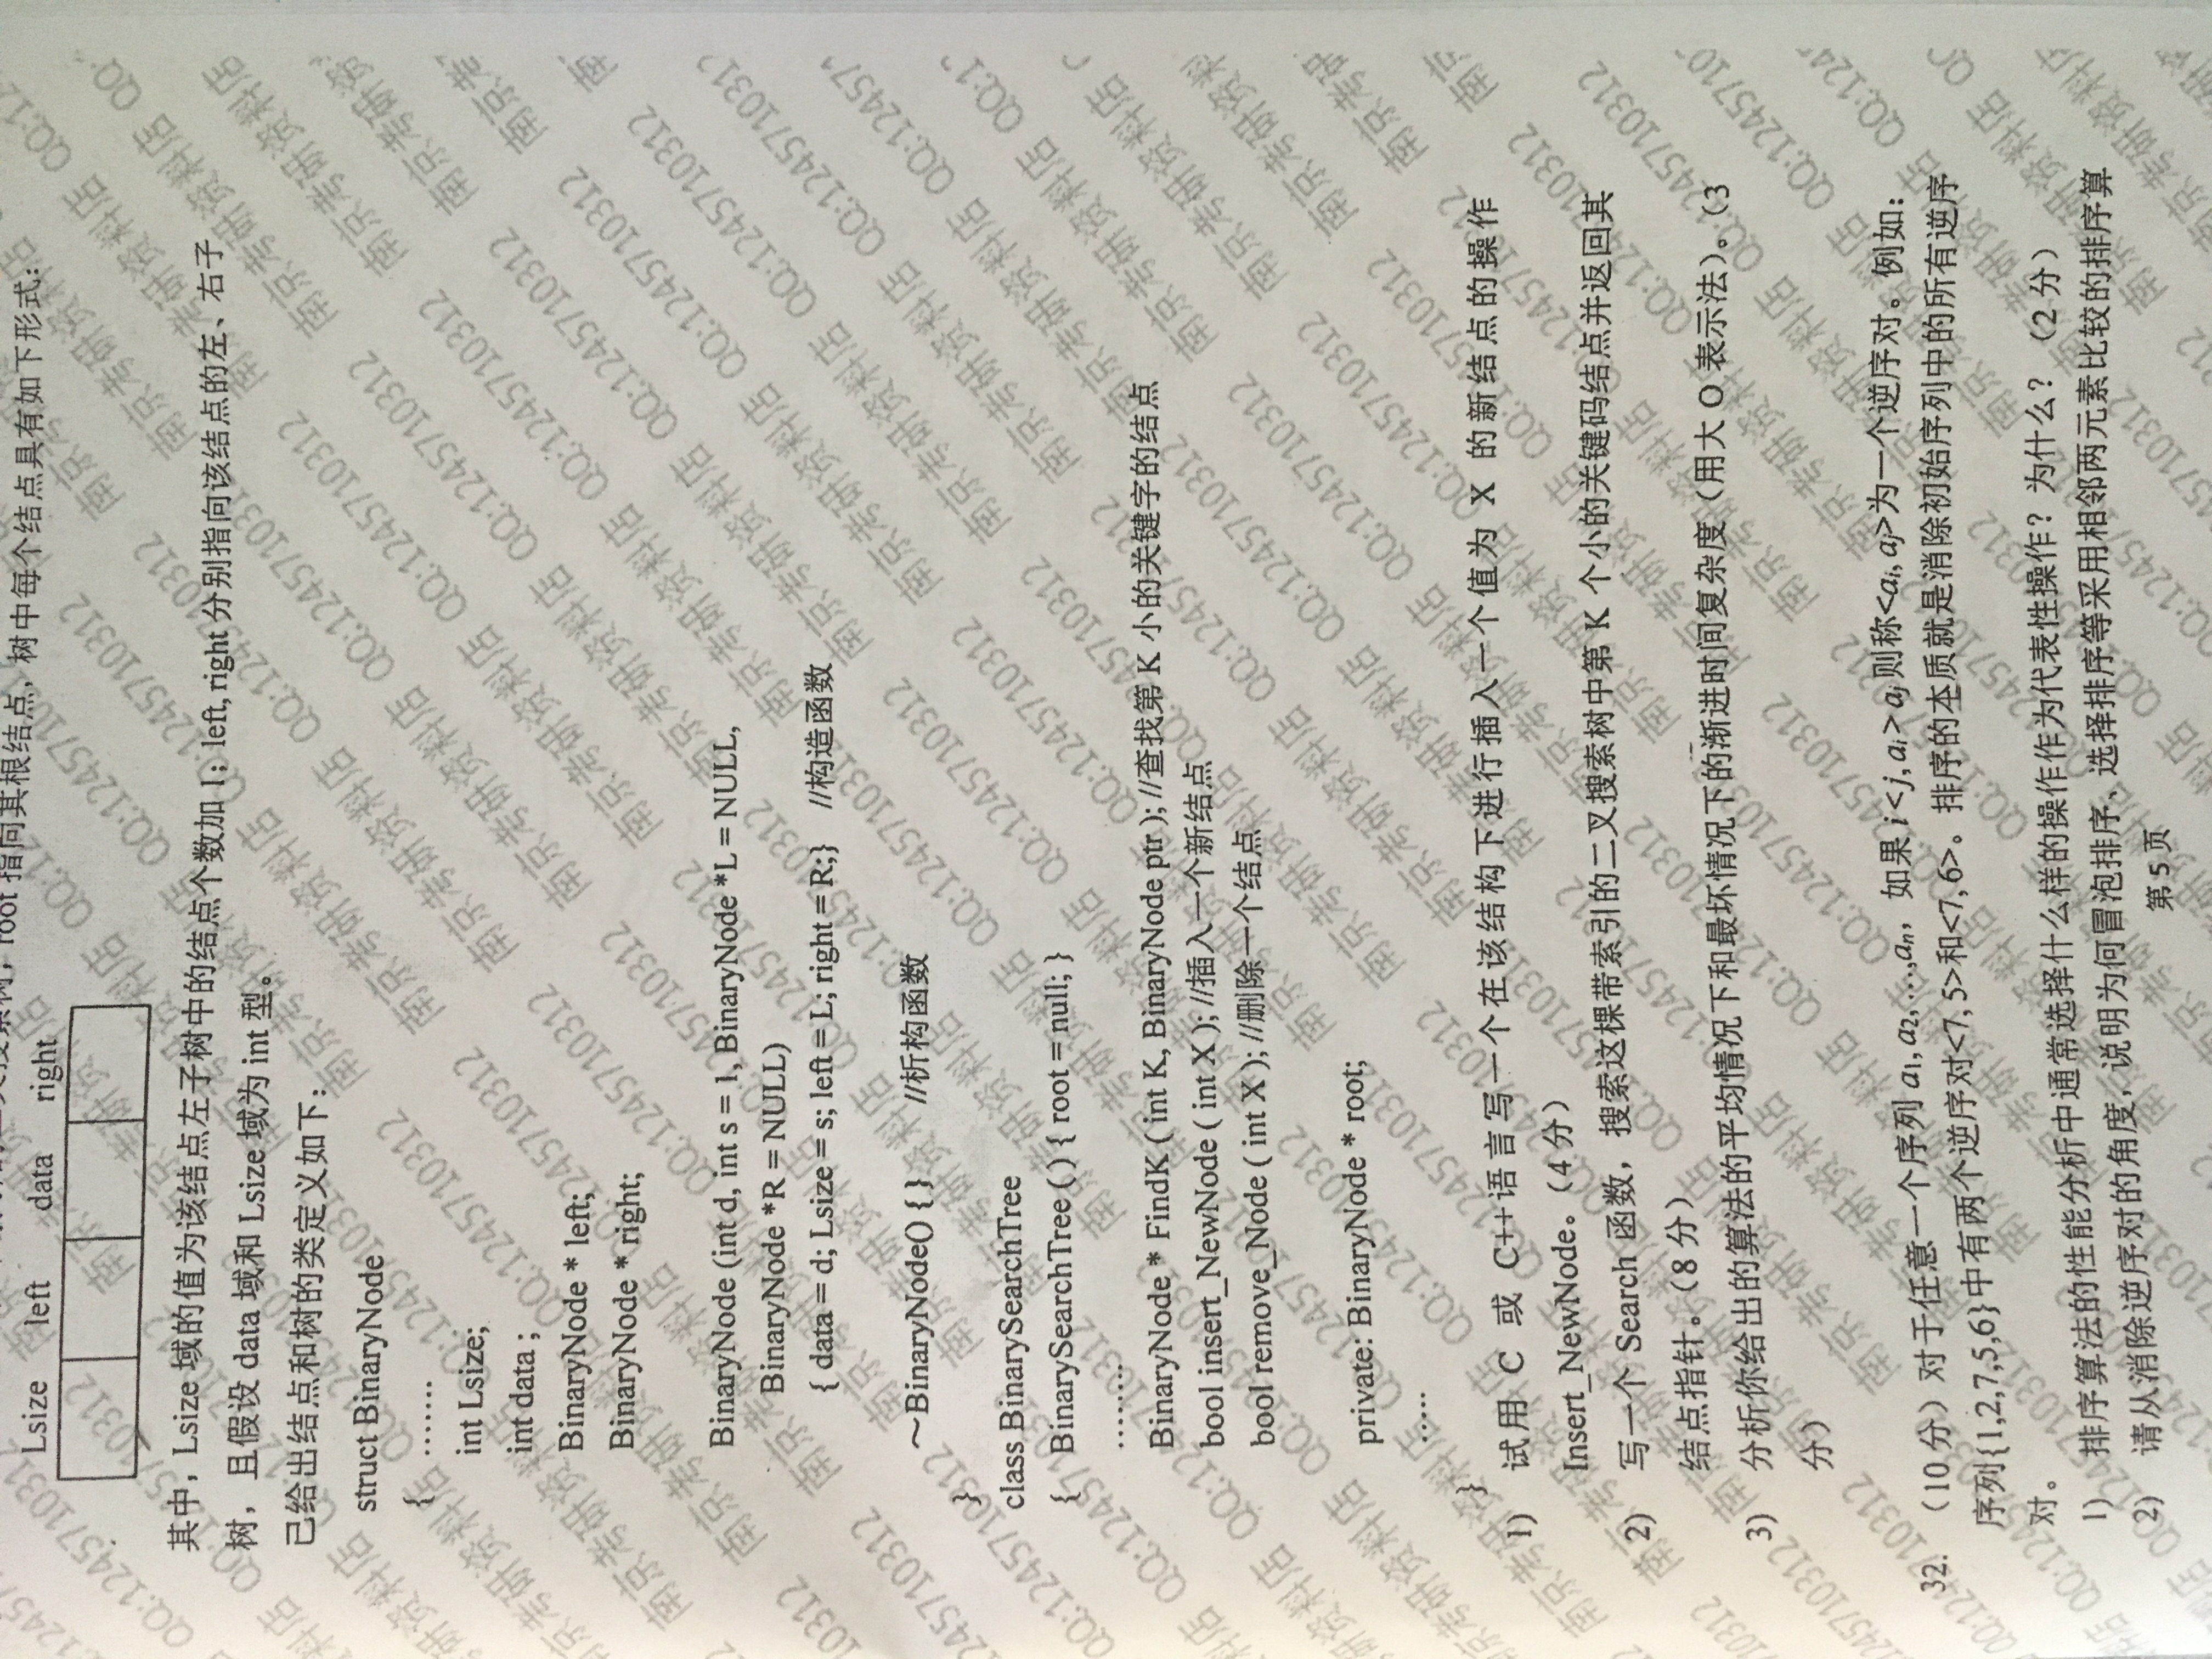 二叉搜索树，root 指向其根结点，树中每个结点具有如下形式：
Lsize left data right
其中，Lsize 域的值为该结点左子树中的结点个数加 1；left, right 分别指向该结点的左、右子
树，且假设 data 域和 Lsize 域为 int 型。
已给出结点和树的类定义如下：
struct BinaryNode
{ .......
int Lsize;
int data ;
BinaryNode * left;
BinaryNode * right;
BinaryNode (int d, int s = 1, BinaryNode *L = NULL,
BinaryNode *R = NULL)
{ data = d; Lsize = s; left = L; right = R;} //构造函数
～BinaryNode() { } //析构函数
}
class BinarySearchTree
{ BinarySearchTree ( ) { root = null; }
.........
BinaryNode * FindK ( int K, BinaryNode ptr ); //查找第 K 小的关键字的结点
bool insert_NewNode ( int X ); //插入一个新结点
bool remove_Node ( int X ); //删除一个结点
private: BinaryNode * root;
.....
}
1) 试用 C 或 C++语言写一个在该结构下进行插入一个值为 X 的新结点的操作
Insert_NewNode。（4 分）
2) 写一个 Search 函数，搜索这棵带索引的二叉搜索树中第 K 个小的关键码结点并返回其
结点指针。（8 分）
3) 分析你给出的算法的平均情况下和最坏情况下的渐进时间复杂度（用大 O 表示法）。（3
分）
32. （10 分）对于任意一个序列 a1, a2, …,an，如果 i < j, ai > aj 则称<ai, aj>为一个逆序对。例如：
序列{1,2,7,5,6}中有两个逆序对<7, 5>和<7, 6>。排序的本质就是消除初始序列中的所有逆序
对。
1) 排序算法的性能分析中通常选择什么样的操作作为代表性操作？为什么？（2 分）
2) 请从消除逆序对的角度，说明为何冒泡排序、选择排序等采用相邻两元素比较的排序算
第 5 页
南京考研资料店 QQ:1245710312